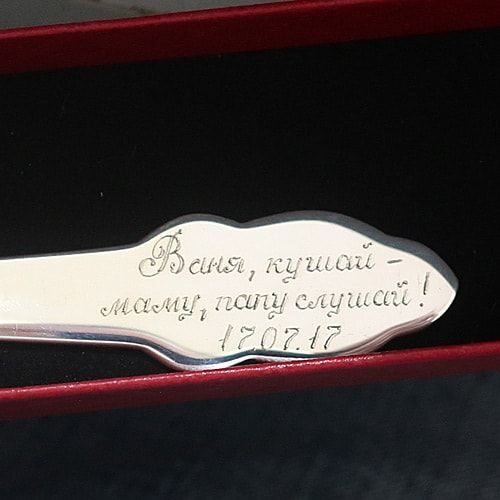 Ваня, кушай -
маму, папу слушай!
17.07.17